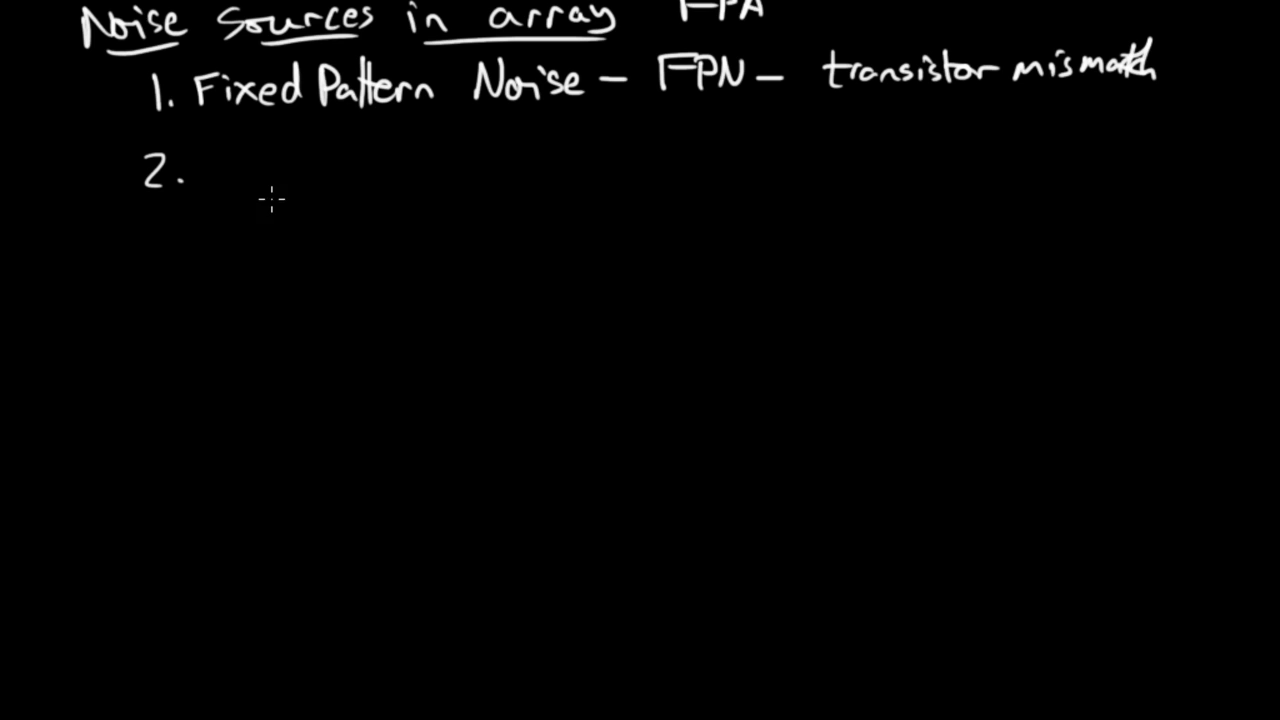 Noise Sources in array FPA
1. Fixed Pattern Noise - FPN - transistor mismatch
2.